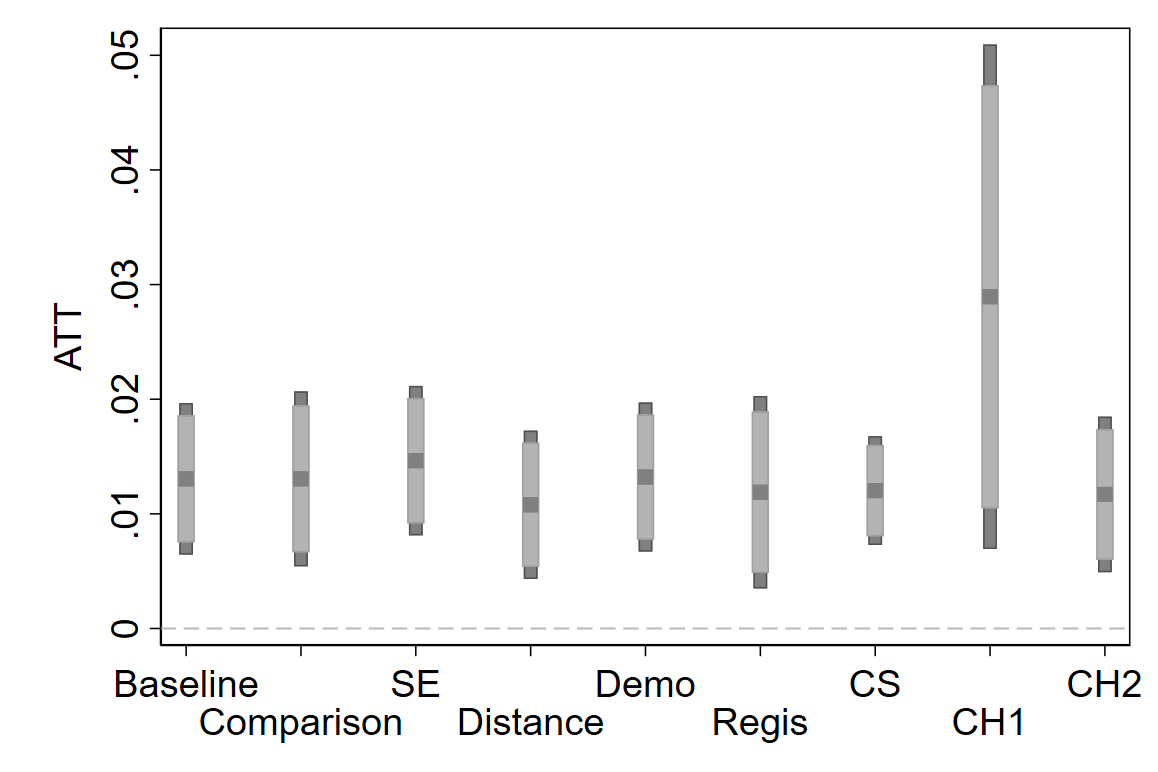 ATT
.05
.04
.03
.02
.01
0
Baseline
Comparison
SE
Distance
Demo
Regis
CS
CH1
CH2